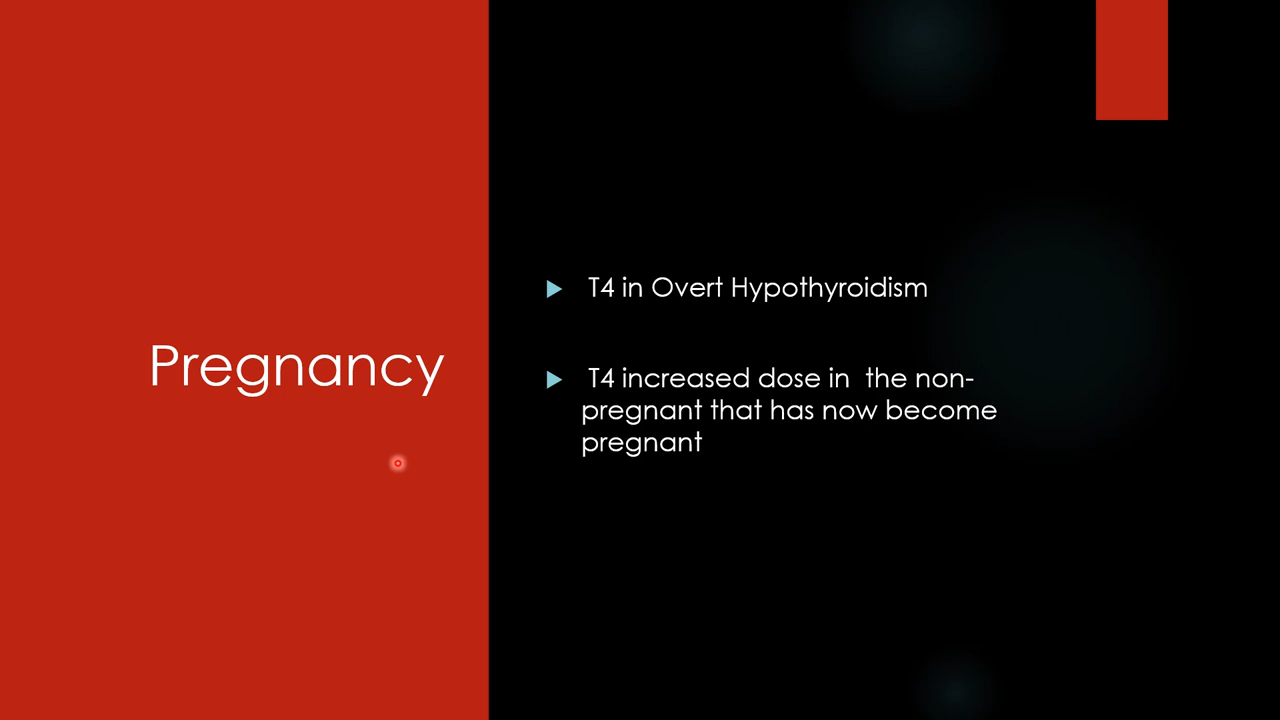 Pregnancy
T4 in Overt Hypothyroidism
T4 increased dose in the non-
pregnant that has now become
pregnant